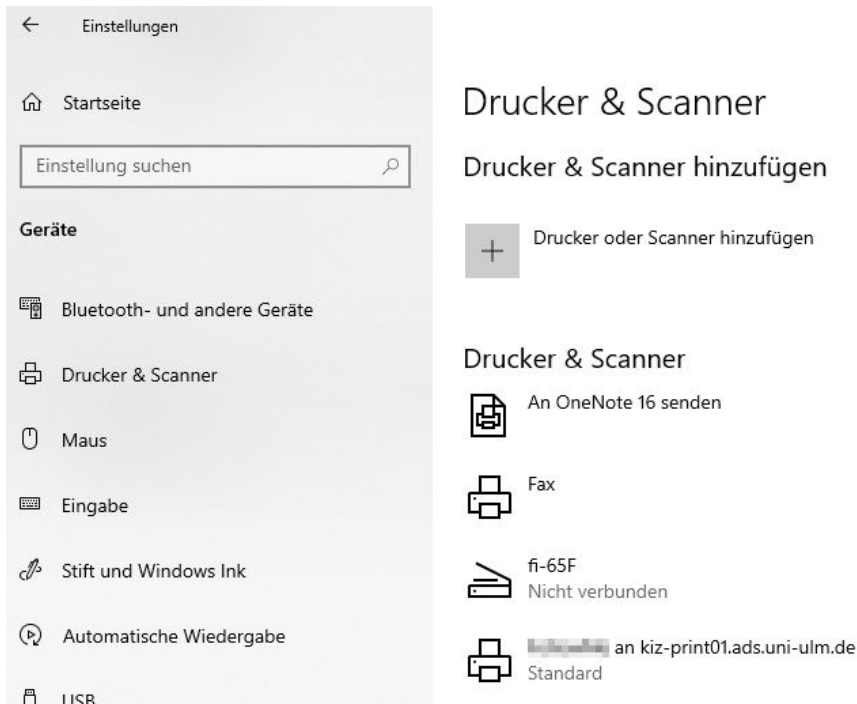 Einstellungen
Startseite
Einstellung suchen
Geräte
Bluetooth- und andere Geräte
Drucker & Scanner
Maus
Eingabe
Stift und Windows Ink
Automatische Wiedergabe
USB
Drucker & Scanner
Drucker & Scanner hinzufügen
Drucker oder Scanner hinzufügen
Drucker & Scanner
An OneNote 16 senden
Fax
fi-65F
Nicht verbunden
an kiz-print01.ads.uni-ulm.de
Standard